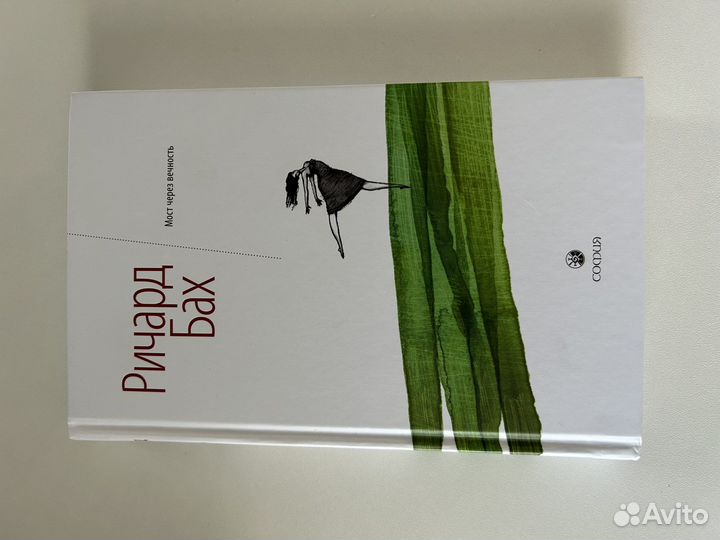 Ричард
Бах
Мост через вечность
СОФИЯ
Avito